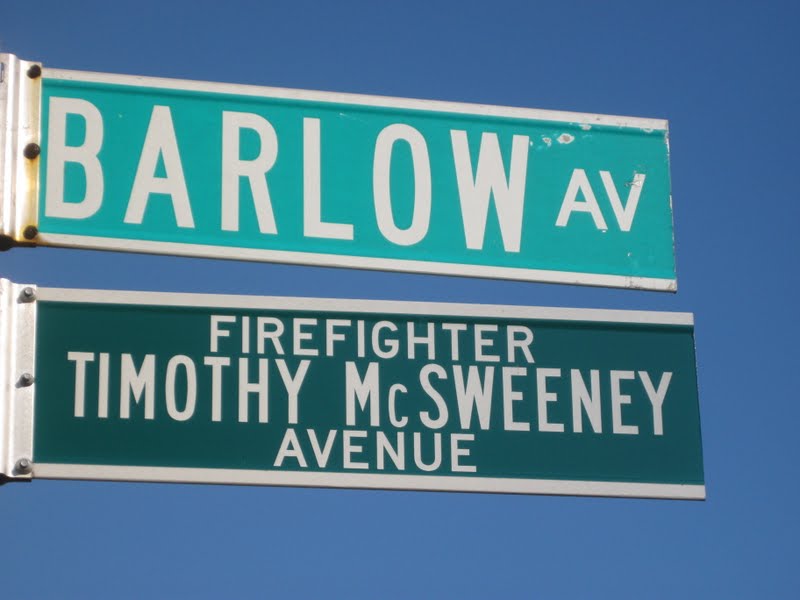 BARLOW AV
FIREFIGHTER
TIMOTHY McSWEENEY
AVENUE